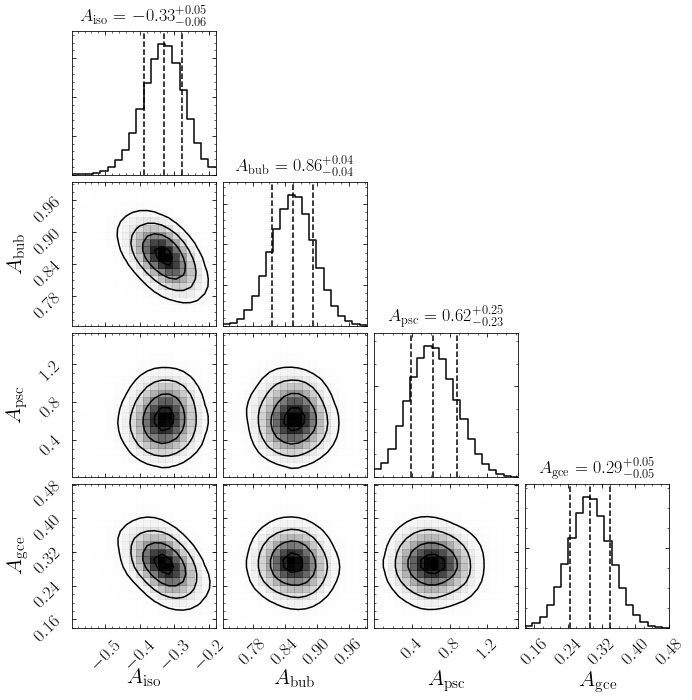 A_iso = −0.33^{+0.05}_{−0.06}
A_bub = 0.86^{+0.04}_{−0.04}
A_bub
0.96
0.90
0.84
0.78
A_psc = 0.62^{+0.25}_{−0.23}
A_psc
1.2
0.8
0.4
A_gce = 0.29^{+0.05}_{−0.05}
A_gce
0.48
0.40
0.32
0.24
0.16
−0.5 −0.4 −0.3 −0.2 0.78 0.84 0.90 0.96 0.4 0.8 1.2 0.16 0.24 0.32 0.40 0.48
A_iso A_bub A_psc A_gce